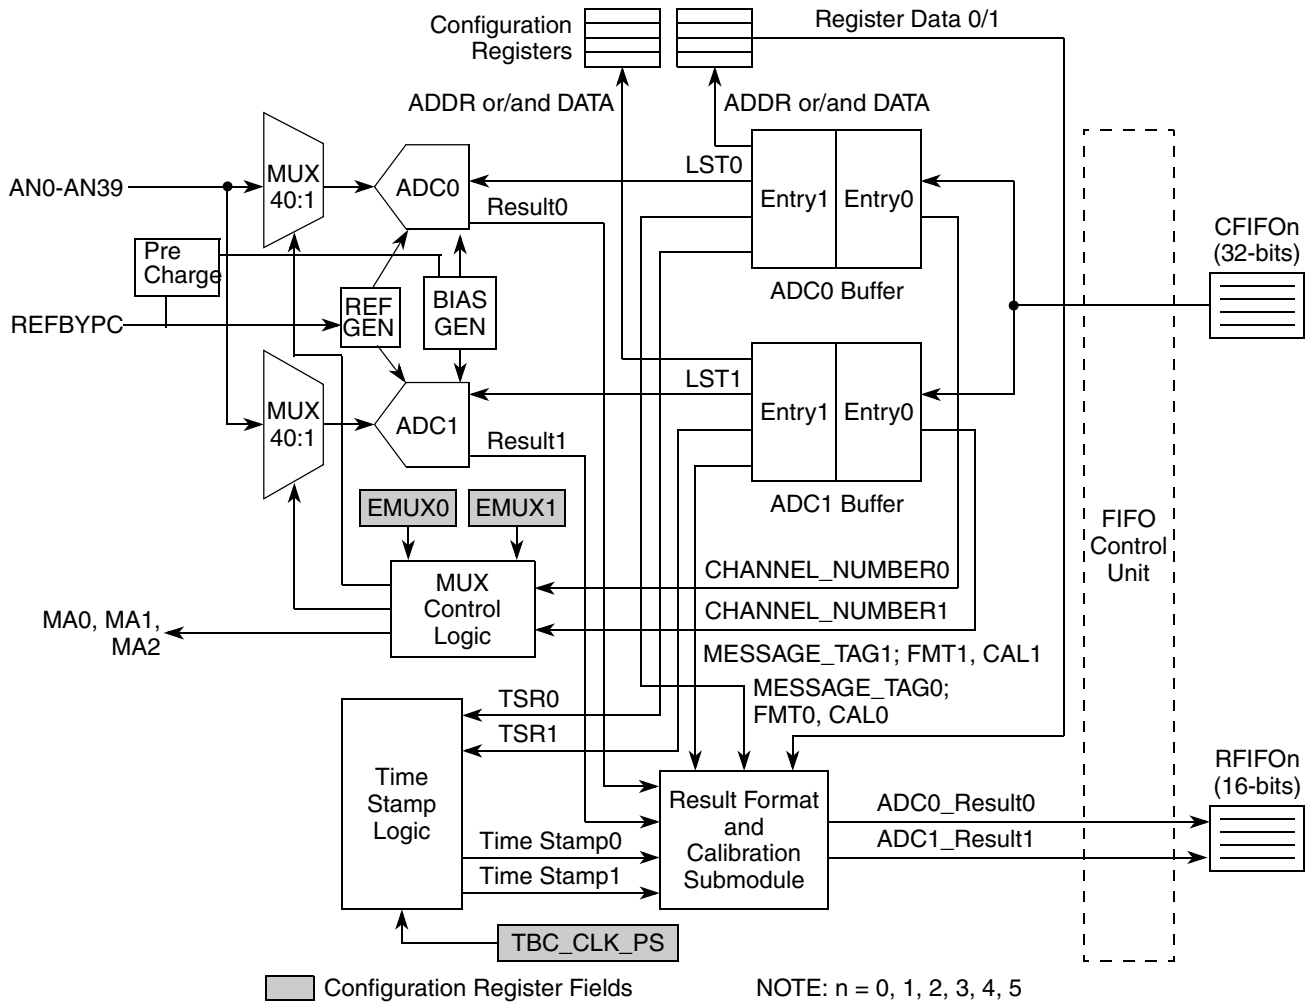 Configuration
Registers
Register Data 0/1
ADDR or/and DATA
ADDR or/and DATA
AN0-AN39
MUX
40:1
ADC0
LST0
Result0
Entry1
Entry0
ADC0 Buffer
CFIFOn
(32-bits)
Pre
Charge
REFBYPC
REF
GEN
BIAS
GEN
MUX
40:1
ADC1
LST1
Result1
Entry1
Entry0
ADC1 Buffer
FIFO
Control
Unit
EMUX0
EMUX1
MUX
Control
Logic
CHANNEL_NUMBER0
CHANNEL_NUMBER1
MA0, MA1,
MA2
MESSAGE_TAG1; FMT1, CAL1
MESSAGE_TAG0;
FMT0, CAL0
TSR0
TSR1
Time
Stamp
Logic
Time Stamp0
Time Stamp1
Result Format
and
Calibration
Submodule
ADC0_Result0
ADC1_Result1
RFIFOn
(16-bits)
TBC_CLK_PS
Configuration Register Fields
NOTE: n = 0, 1, 2, 3, 4, 5